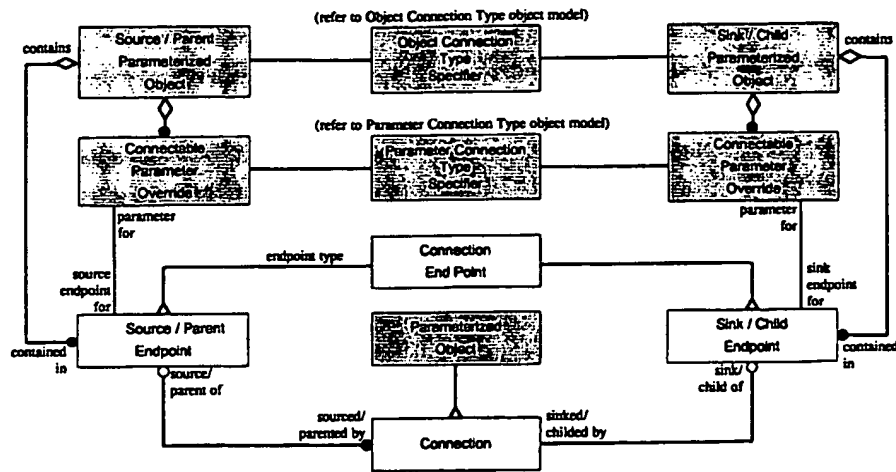 (refer to Object Connection Type object model)
contains
Source / Parent
Parameterized
Object
Object Connection
Type
Specifier
Sink / Child
Parameterized
Object
contains
(refer to Parameter Connection Type object model)
Connectable
Parameter
Override
Parameter Connection
Type
Specifier
Connectable
Parameter
Override
parameter
for
parameter
for
endpoint type
Connection
End Point
source
endpoint
for
sink
endpoint
for
Source / Parent
Endpoint
Parameterized
Object
Sink / Child
Endpoint
contained
in
contained
in
source/
parent of
sink/
child of
sourced/
parented by
Connection
sinked/
childed by